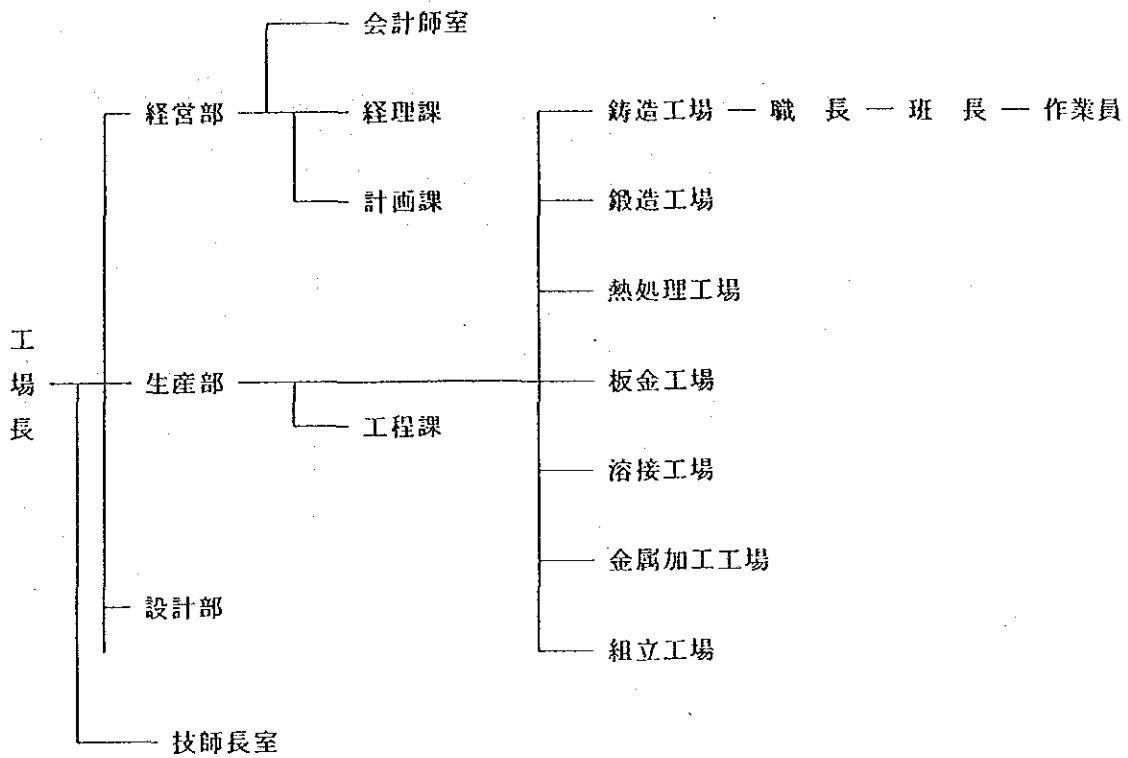 会計師室
経営部 経理課 鋳造工場 職長 班長 作業員
計画課 鍛造工場
熱処理工場
工場長 生産部 板金工場
工程課
溶接工場
金属加工工場
設計部
組立工場
技師長室